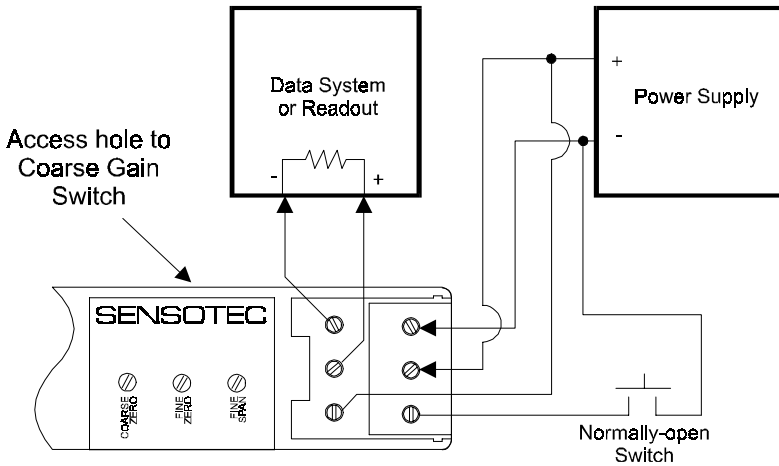 Data System
or Readout
- +
+
Power Supply
-
Access hole to
Coarse Gain
Switch
SENSOTEC
COARSE
ZERO
FINE
ZERO
FINE
SPAN
Normally-open
Switch